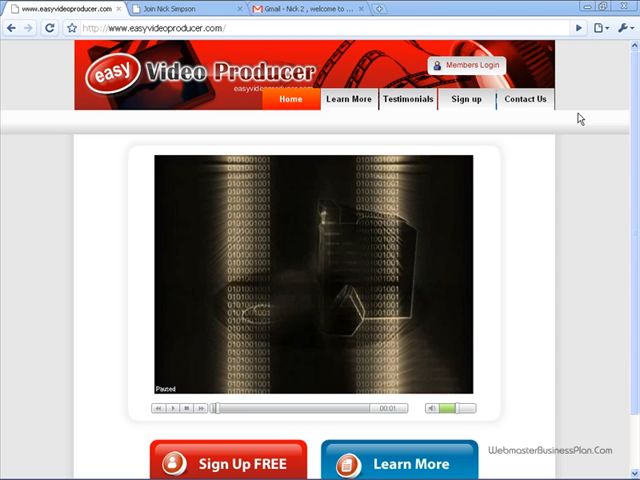 www.easyvideoproducer.com
Join Nick Simpson
Gmail - Nick 2 , welcome to ...
http://www.easyvideoproducer.com/
easy Video Producer
easyvideoproducer.com
Members Login
Home
Learn More
Testimonials
Sign up
Contact Us
Paused
00:01
Sign Up FREE
Learn More
WebmasterBusinessPlan.Com